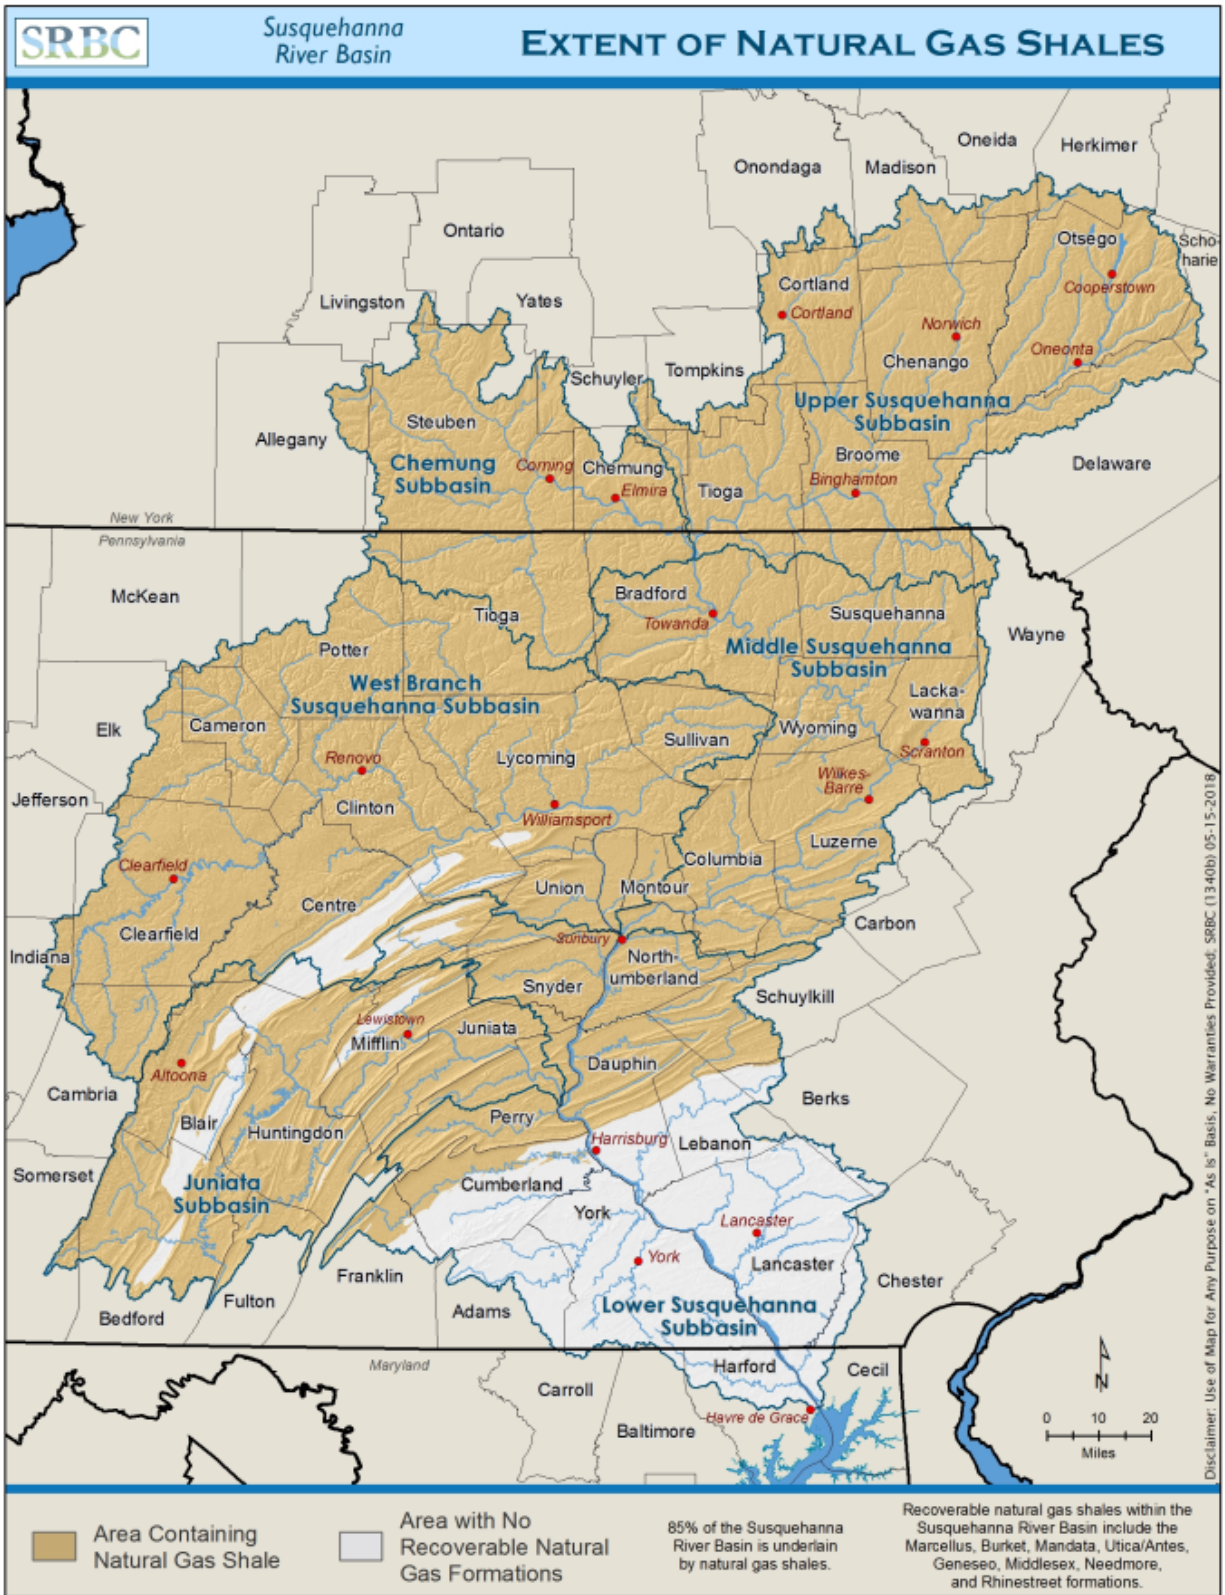 SRBC
Susquehanna
River Basin
EXTENT OF NATURAL GAS SHALES
Oneida
Herkimer
Onondaga
Madison
Ontario
Otsego
Scho-
harie
Cortland
Cooperstown
Livingston
Yates
Cortland
Norwich
Oneonta
Chenango
Schuyler
Tompkins
Upper Susquehanna
Subbasin
Steuben
Allegany
Broome
Chemung
Subbasin
Corning
Chemung
Elmira
Tioga
Binghamton
Delaware
New York
Pennsylvania
McKean
Bradford
Tioga
Towanda
Susquehanna
Wayne
Potter
Middle Susquehanna
Subbasin
West Branch
Susquehanna Subbasin
Lacka-
wanna
Elk
Cameron
Wyoming
Sullivan
Renovo
Lycoming
Scranton
Wilkes-
Barre
Jefferson
Clinton
Williamsport
Luzerne
Clearfield
Columbia
Union
Montour
Centre
Carbon
Clearfield
Sunbury
Indiana
North-
umberland
Snyder
Schuylkill
Lewistown
Juniata
Mifflin
Dauphin
Altoona
Cambria
Berks
Perry
Blair
Huntingdon
Harrisburg
Lebanon
Somerset
Juniata
Subbasin
Cumberland
York
Lancaster
York
Lancaster
Franklin
Chester
Fulton
Lower Susquehanna
Subbasin
Bedford
Adams
Maryland
Harford
Cecil
Carroll
Havre de Grace
Baltimore
N
0 10 20
Miles
Disclaimer: Use of Map for Any Purpose on "As Is" Basis, No Warranties Provided; SRBC (1340b) 05-15-2018
Area Containing
Natural Gas Shale
Area with No
Recoverable Natural
Gas Formations
85% of the Susquehanna
River Basin is underlain
by natural gas shales.
Recoverable natural gas shales within the
Susquehanna River Basin include the
Marcellus, Burket, Mandata, Utica/Antes,
Geneseo, Middlesex, Needmore,
and Rhinestreet formations.